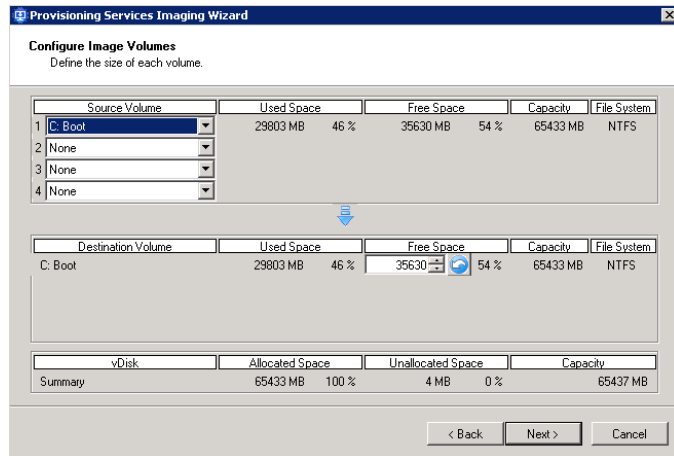 Provisioning Services Imaging Wizard
Configure Image Volumes
Define the size of each volume.
Source Volume Used Space Free Space Capacity File System
1 C: Boot 29803 MB 46 % 35630 MB 54 % 65433 MB NTFS
2 None
3 None
4 None
Destination Volume Used Space Free Space Capacity File System
C: Boot 29803 MB 46 % 35630 54 % 65433 MB NTFS
vDisk Allocated Space Unallocated Space Capacity
Summary 65433 MB 100 % 4 MB 0 % 65437 MB
< Back Next > Cancel